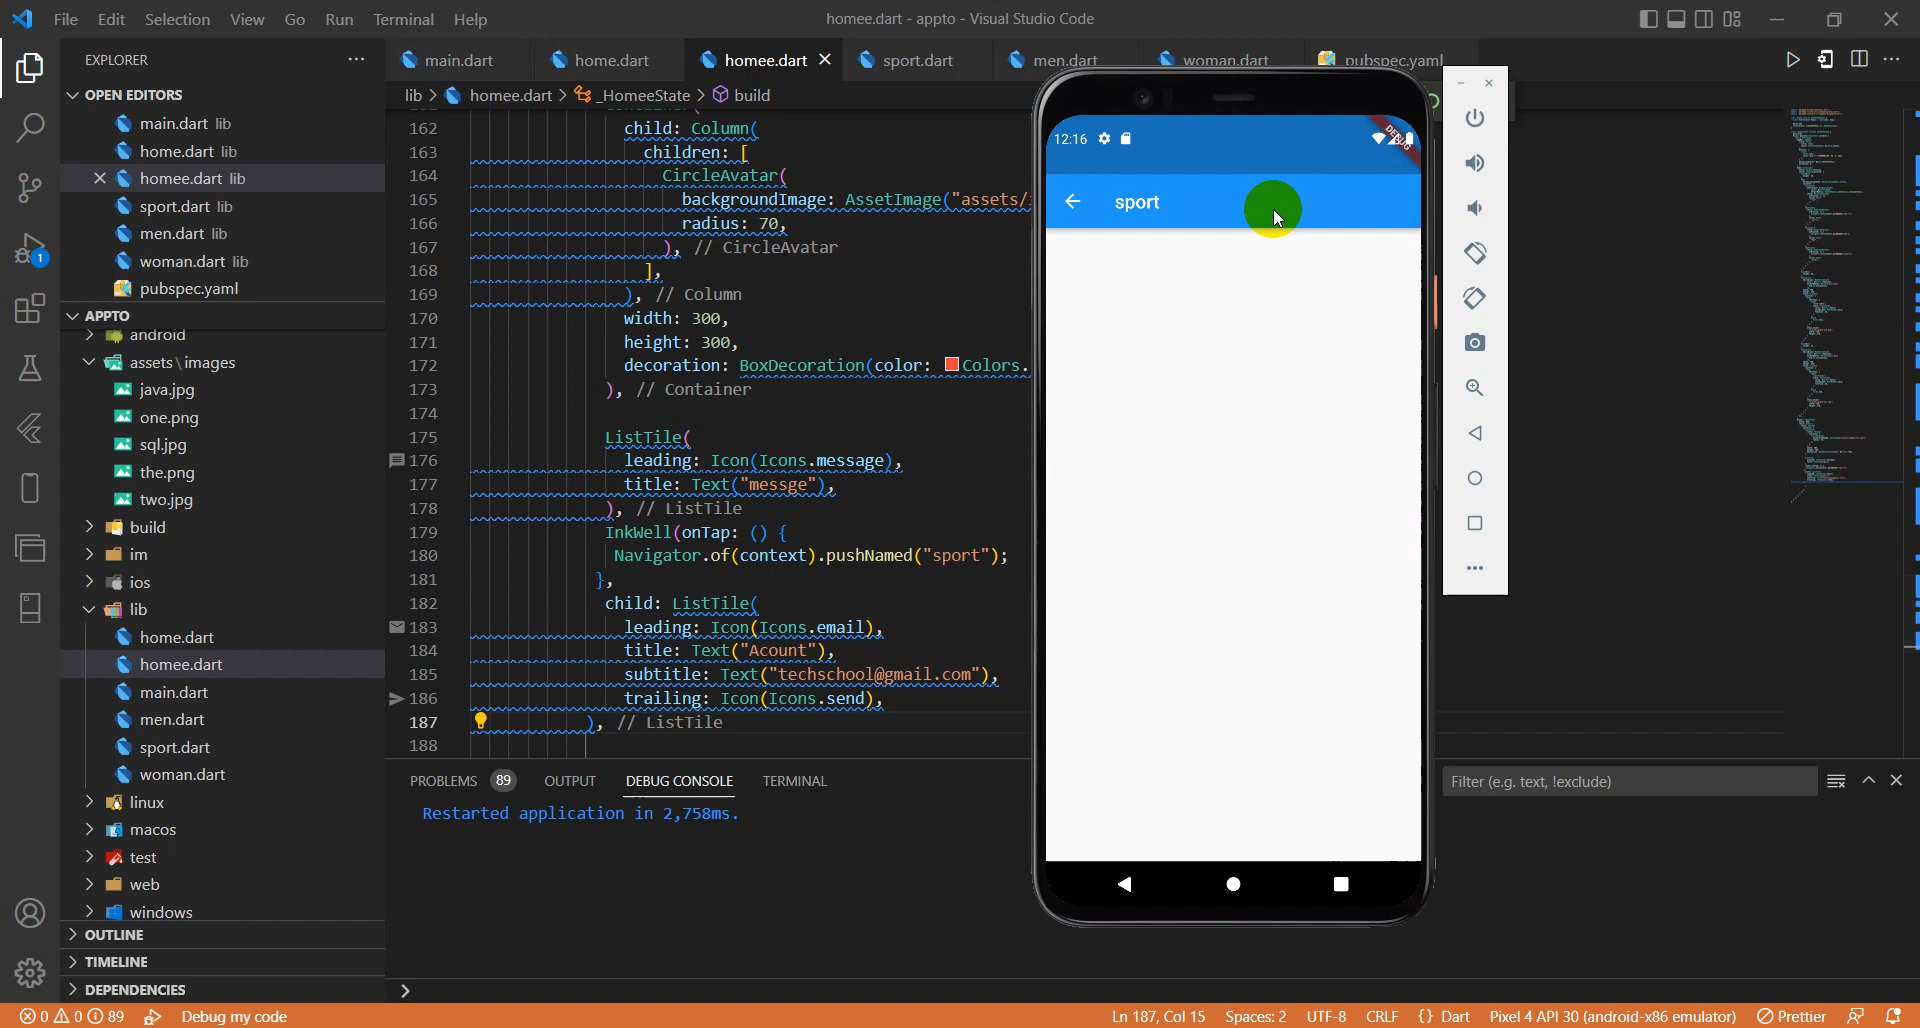 File Edit Selection View Go Run Terminal Help
homee.dart - appto - Visual Studio Code
EXPLORER
main.dart home.dart homee.dart sport.dart men.dart woman.dart pubspec.yaml
lib > homee.dart > _HomeeState > build
OPEN EDITORS
main.dart lib
home.dart lib
homee.dart lib
sport.dart lib
men.dart lib
woman.dart lib
pubspec.yaml
1
APPTO
android
assets\images
java.jpg
one.png
sql.jpg
the.png
two.jpg
build
im
ios
lib
home.dart
homee.dart
main.dart
men.dart
sport.dart
woman.dart
linux
macos
test
web
windows
OUTLINE
TIMELINE
DEPENDENCIES
162 child: Column(
163 children: [
164 CircleAvatar(
165 backgroundImage: AssetImage("assets/
166 radius: 70,
167 ), // CircleAvatar
168 ],
169 ), // Column
170 width: 300,
171 height: 300,
172 decoration: BoxDecoration(color: Colors.
173 ), // Container
174
175 ListTile(
176 leading: Icon(Icons.message),
177 title: Text("messge"),
178 ), // ListTile
179 InkWell(onTap: () {
180 Navigator.of(context).pushNamed("sport");
181 },
182 child: ListTile(
183 leading: Icon(Icons.email),
184 title: Text("Acount"),
185 subtitle: Text("techschool@gmail.com"),
186 trailing: Icon(Icons.send),
187 ), // ListTile
188
12:16
DEBUG
sport
PROBLEMS 89 OUTPUT DEBUG CONSOLE TERMINAL
Filter (e.g. text, !exclude)
Restarted application in 2,758ms.
0 0 89 Debug my code
Ln 187, Col 15 Spaces: 2 UTF-8 CRLF {} Dart Pixel 4 API 30 (android-x86 emulator) Prettier